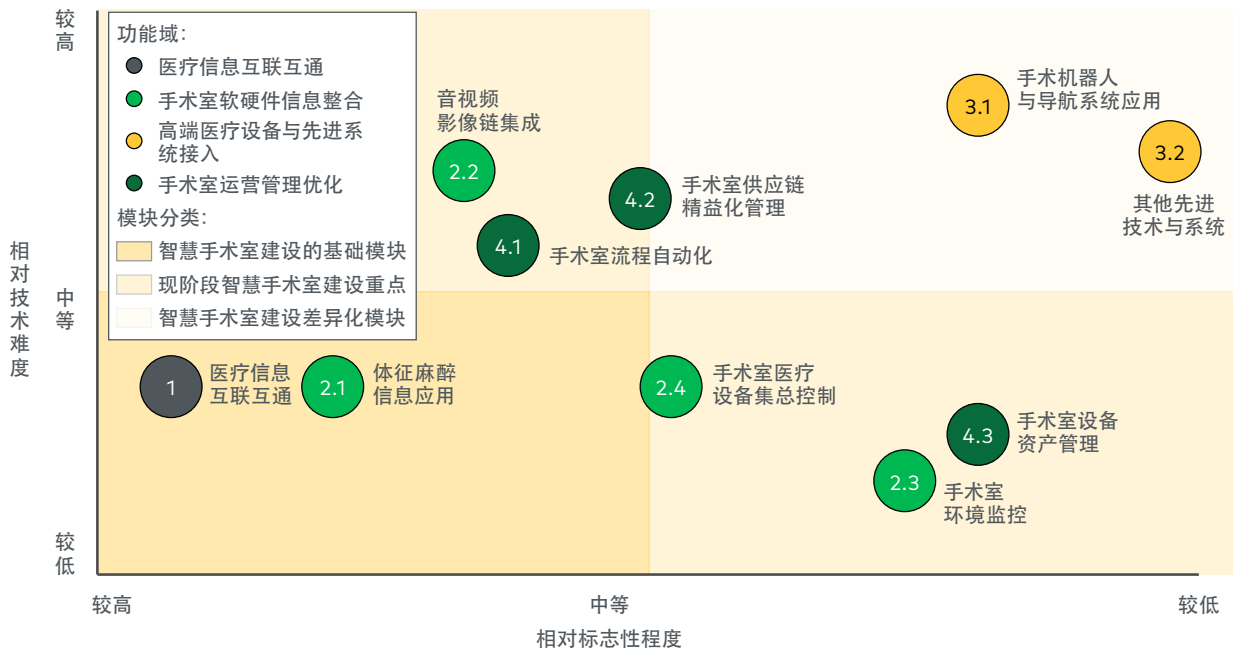 较高
功能域：
医疗信息互联互通
手术室软硬件信息整合
高端医疗设备与先进系
统接入
手术室运营管理优化
模块分类：
智慧手术室建设的基础模块
现阶段智慧手术室建设重点
智慧手术室建设差异化模块
音视频
影像链集成
2.2
4.1
手术室流程自动化
4.2
手术室供应链
精益化管理
3.1
手术机器人
与导航系统应用
3.2
其他先进
技术与系统
相对技术难度
中等
1
医疗信息
互联互通
2.1
体征麻醉
信息应用
2.4
手术室医疗
设备集总控制
4.3
手术室设备
资产管理
2.3
手术室
环境监控
较低
较高
中等
较低
相对标志性程度